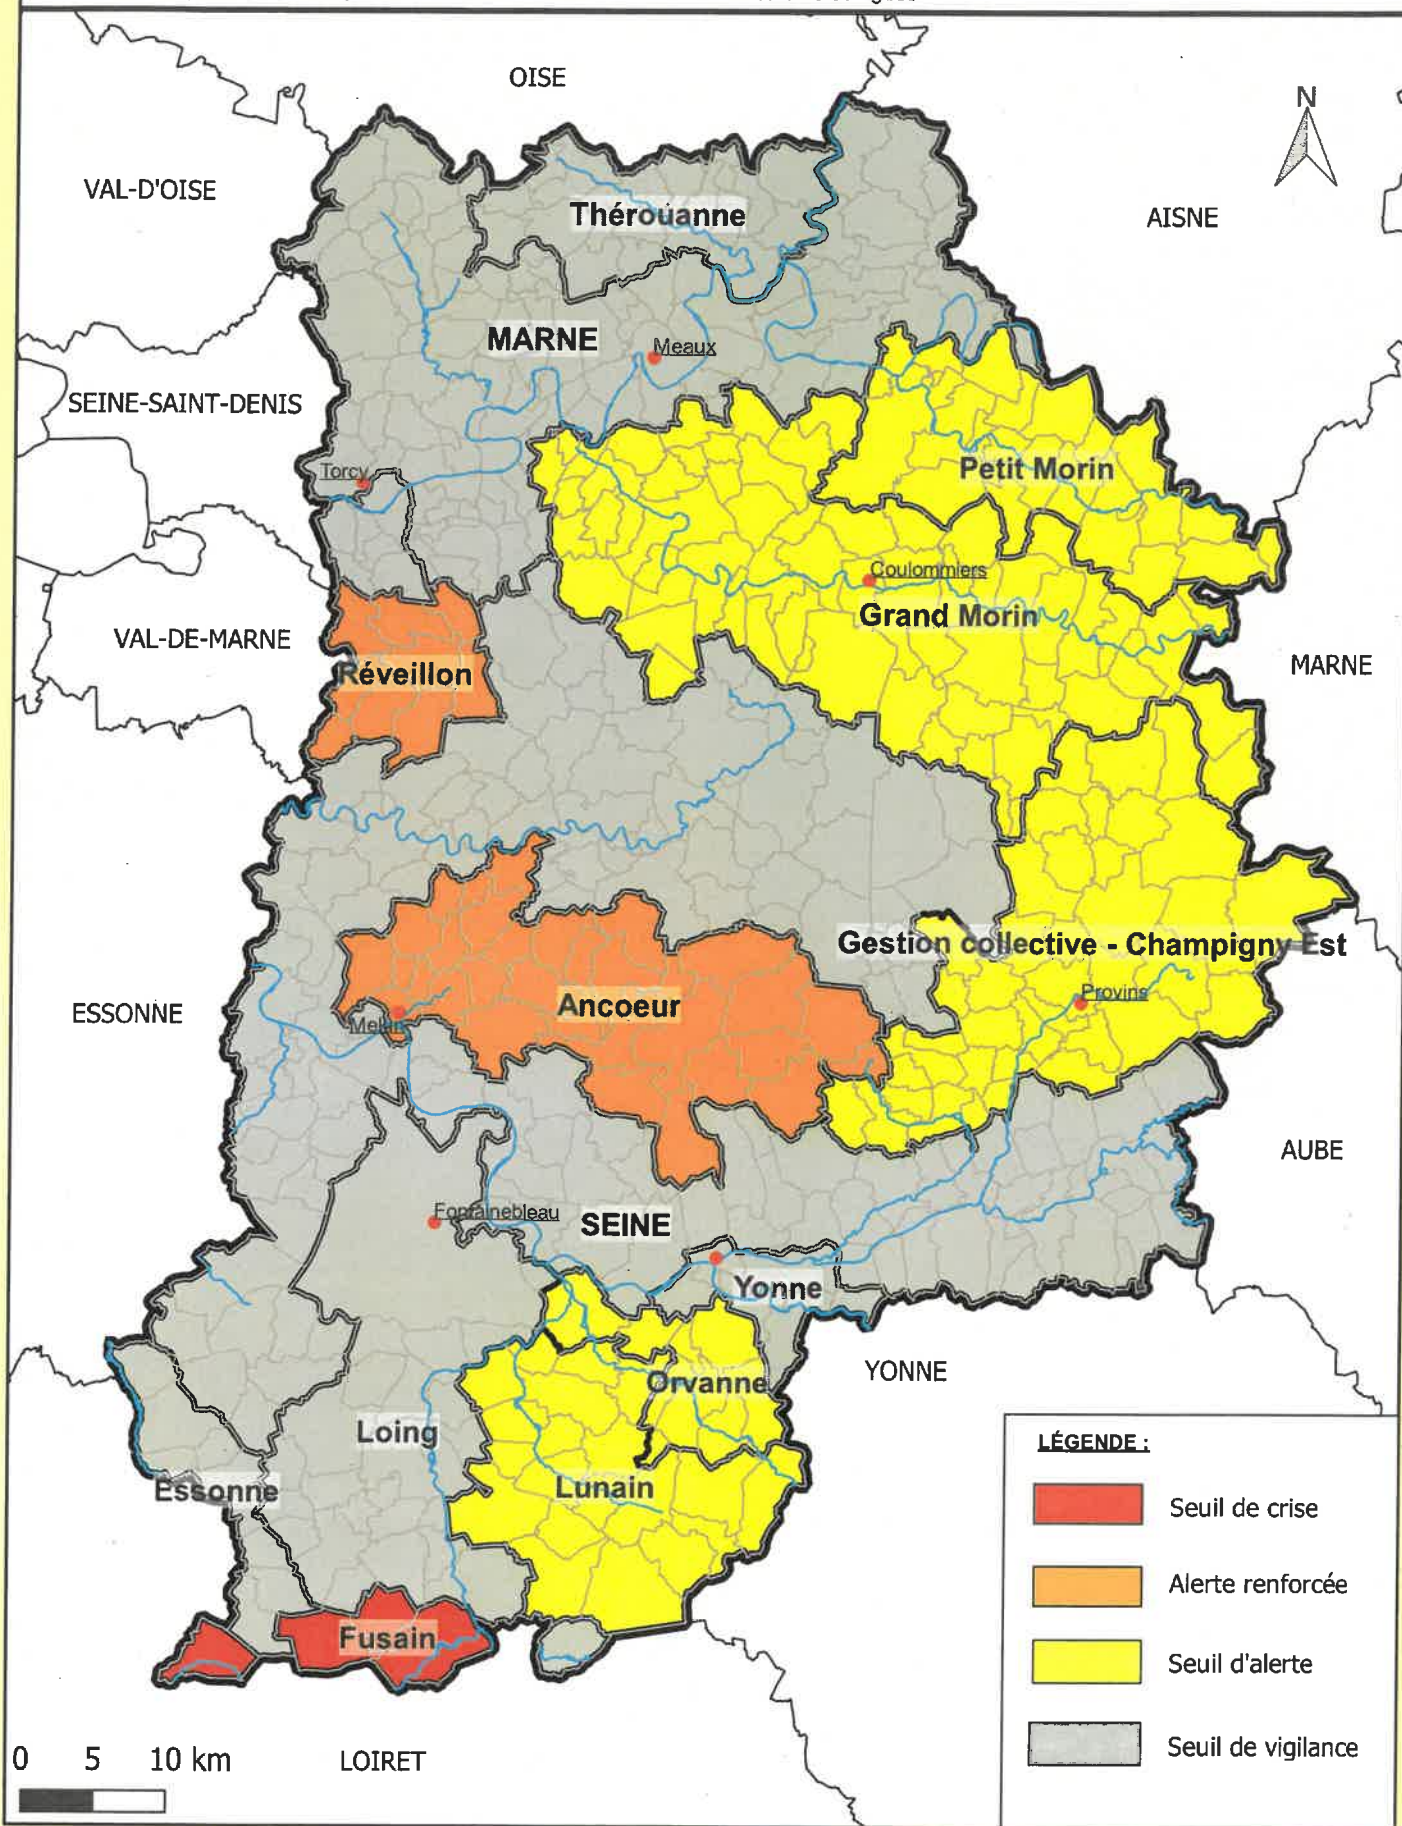 OISE
N
VAL-D'OISE
AISNE
Thérouanne
MARNE
Meaux
SEINE-SAINT-DENIS
Torcy
Petit Morin
Coulommiers
Grand Morin
VAL-DE-MARNE
MARNE
Réveillon
Gestion collective - Champigny Est
Provins
ESSONNE
Ancoeur
Melun
AUBE
Fontainebleau
SEINE
Yonne
YONNE
Orvanne
Loing
Lunain
Essonne
Fusain
LÉGENDE :
Seuil de crise
Alerte renforcée
Seuil d'alerte
Seuil de vigilance
0 5 10 km
LOIRET